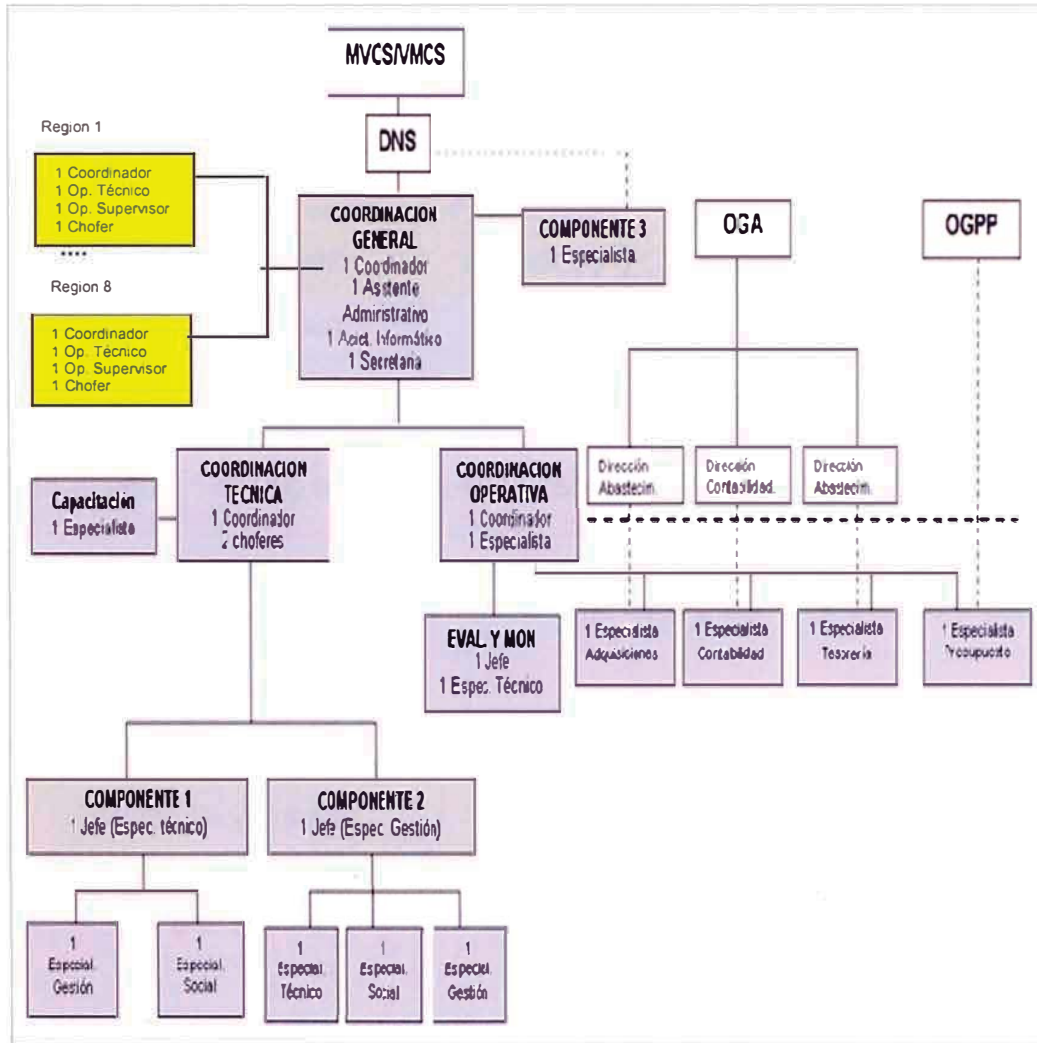 MVCS/VMCS
DNS
Region 1
1 Coordinador
1 Op. Técnico
1 Op. Supervisor
1 Chofer
....
Region 8
1 Coordinador
1 Op. Técnico
1 Op. Supervisor
1 Chofer
COORDINACION
GENERAL
1 Coordinador
1 Asstente
Administrativo
1 Asist. Informático
1 Secretaria
COMPONENTE 3
1 Especialista
OGA
OGPP
Capacitación
1 Especialista
COORDINACION
TECNICA
1 Coordinador
2 choferes
COORDINACION
OPERATIVA
1 Coordinador
1 Especialista
Dirección
Abastecim.
Dirección
Contabilidad.
Dirección
Abastecim.
EVAL. Y MON
1 Jefe
1 Espec. Técnico
1 Especialista
Adquisiciones
1 Especialista
Contabilidad
1 Especialista
Tesorería
1 Especialista
Presupuesto
COMPONENTE 1
1 Jefe (Espec. técnico)
COMPONENTE 2
1 Jefe (Espec. Gestión)
1
Especial.
Gestión
1
Especial.
Social
1
Especial.
Técnico
1
Especial.
Social
1
Especial.
Gestión